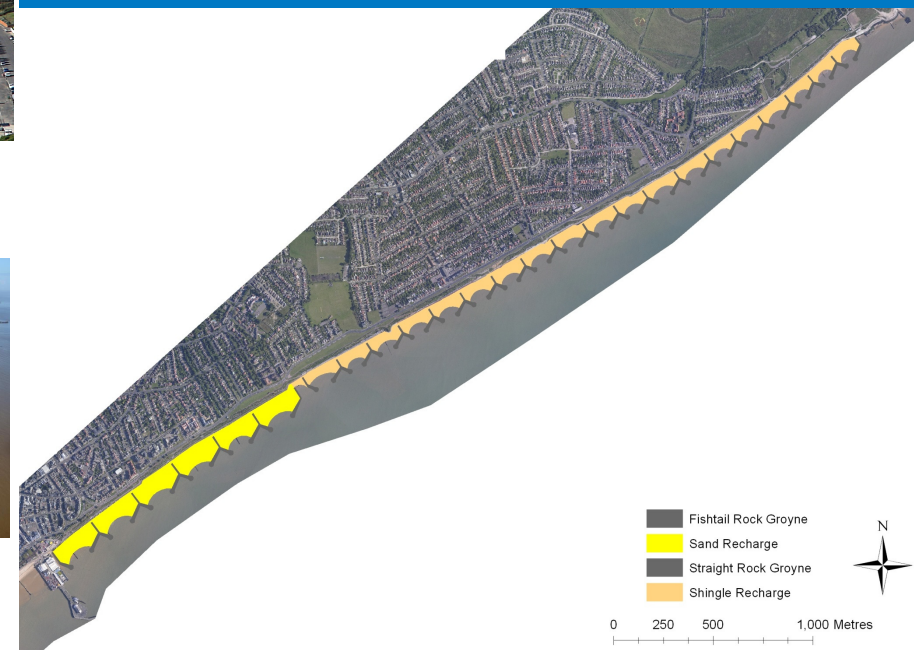 Fishtail Rock Groyne
Sand Recharge
Straight Rock Groyne
Shingle Recharge
N
0 250 500 1,000 Metres